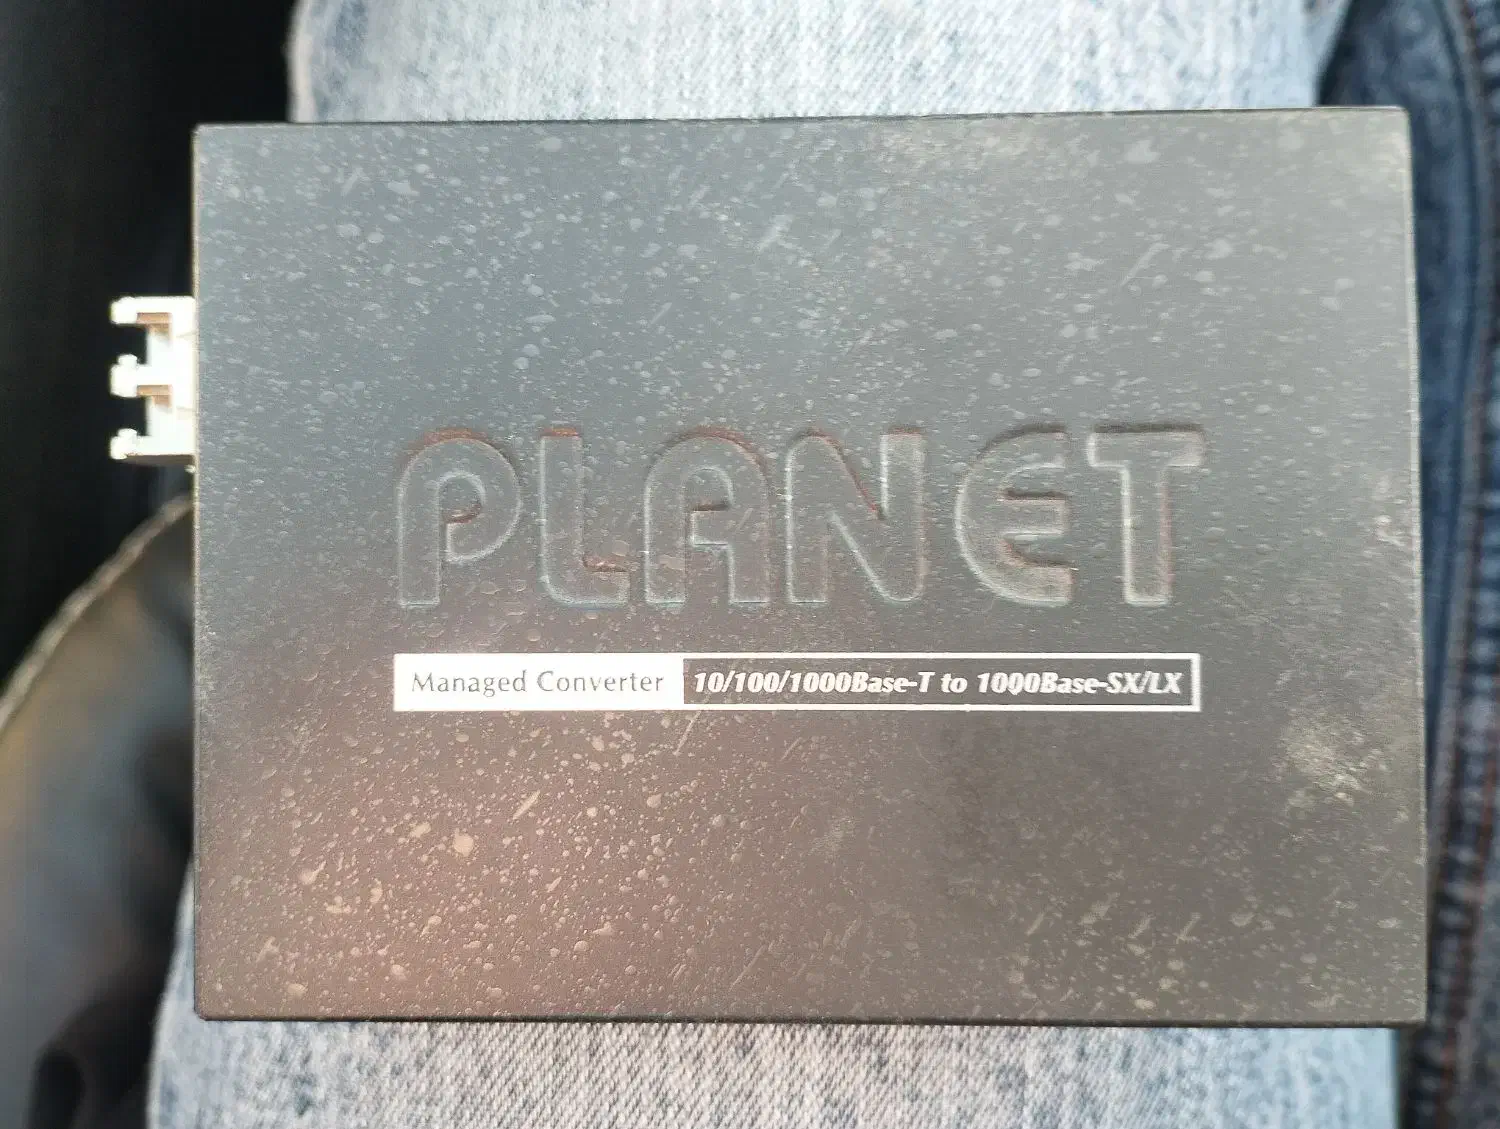 PLANET
Managed Converter 10/100/1000Base-T to 1000Base-SX/LX